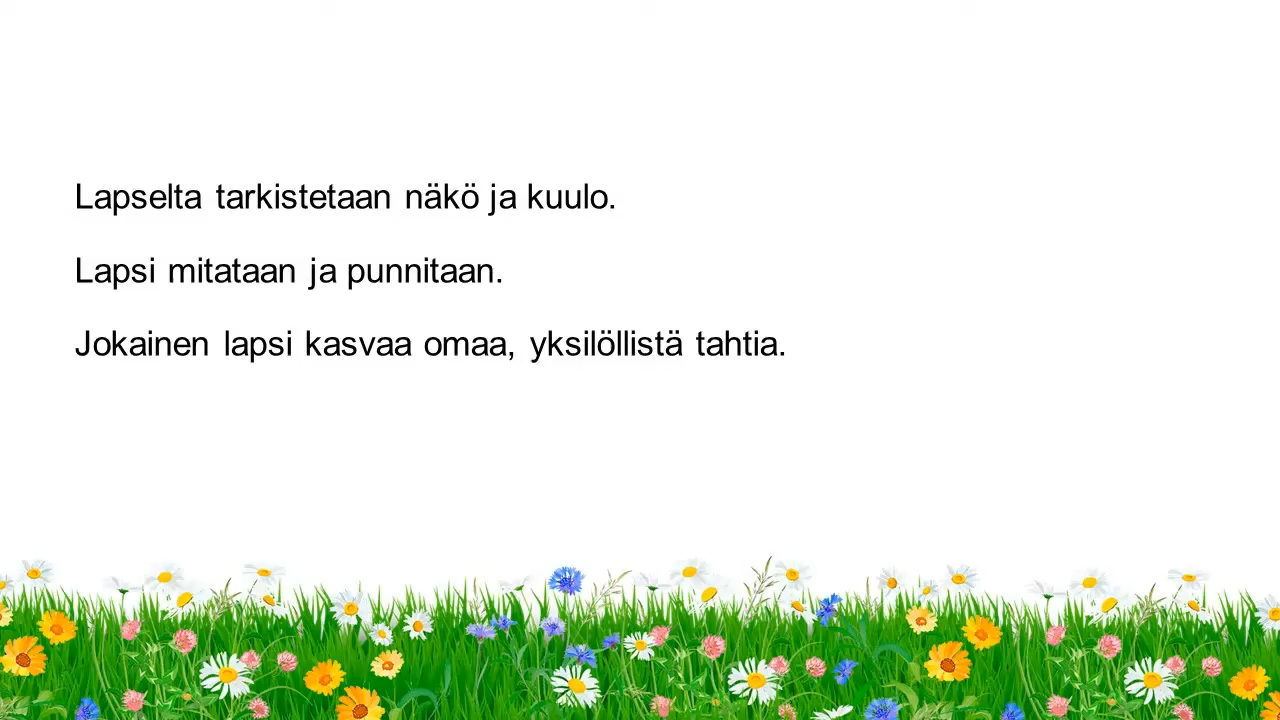 Lapselta tarkistetaan näkö ja kuulo.
Lapsi mitataan ja punnitaan.
Jokainen lapsi kasvaa omaa, yksilöllistä tahtia.